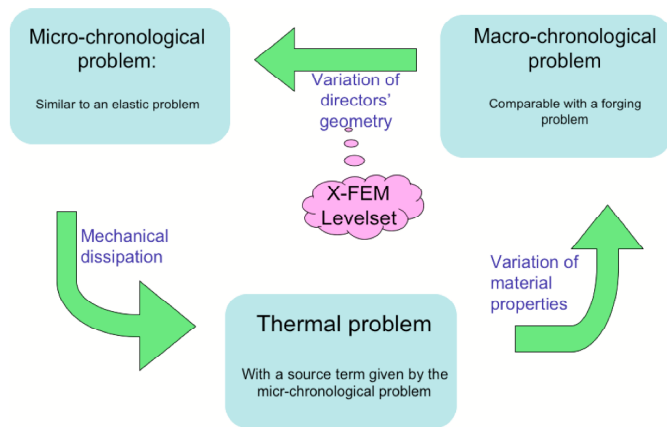 Micro-chronological
problem:
Similar to an elastic problem
Variation of
directors'
geometry
Macro-chronological
problem
Comparable with a forging
problem
X-FEM
Levelset
Mechanical
dissipation
Variation of
material
properties
Thermal problem
With a source term given by the
micr-chronological problem